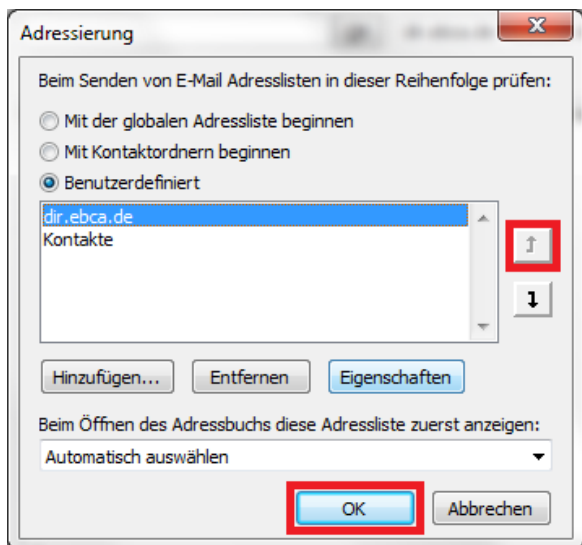 Adressierung
Beim Senden von E-Mail Adresslisten in dieser Reihenfolge prüfen:
Mit der globalen Adressliste beginnen
Mit Kontaktordnern beginnen
Benutzerdefiniert
dir.ebca.de
Kontakte
Hinzufügen... Entfernen Eigenschaften
Beim Öffnen des Adressbuchs diese Adressliste zuerst anzeigen:
Automatisch auswählen
OK Abbrechen